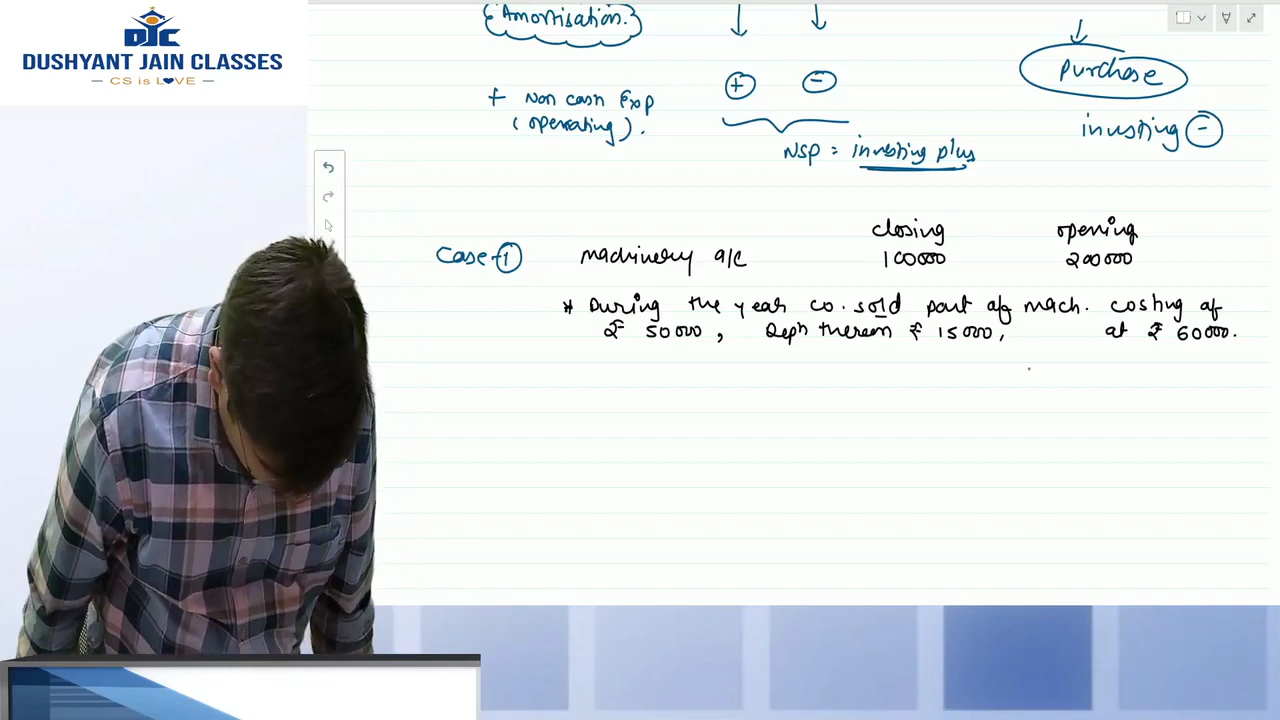 DJC
DUSHYANT JAIN CLASSES
CS is LOVE
Amortisation.
+ Non cash Exp
(operating).
+ -
NSP = investing plus
Purchase
investing -
closing opening
Case-1 machinery a/c 100000 200000
* During the year co. sold part of mach. costing of
₹ 50000, Deph thereon ₹ 15000, at ₹ 60000.